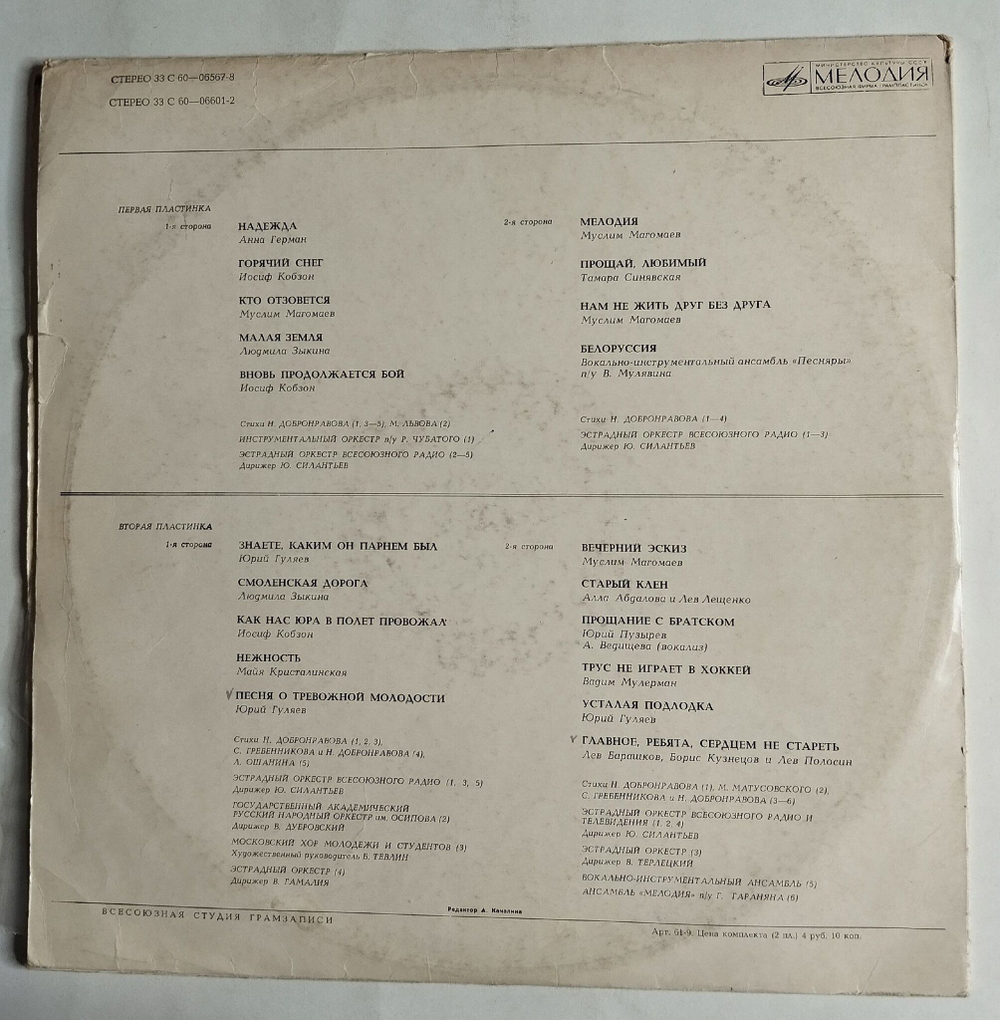 СТЕРЕО 33 С 60—06567-8
СТЕРЕО 33 С 60—06601-2
МИНИСТЕРСТВО КУЛЬТУРЫ СССР
МЕЛОДИЯ
ВСЕСОЮЗНАЯ ФИРМА ГРАМПЛАСТИНОК
ПЕРВАЯ ПЛАСТИНКА
1-я сторона
НАДЕЖДА
Анна Герман
ГОРЯЧИЙ СНЕГ
Иосиф Кобзон
КТО ОТЗОВЕТСЯ
Муслим Магомаев
МАЛАЯ ЗЕМЛЯ
Людмила Зыкина
ВНОВЬ ПРОДОЛЖАЕТСЯ БОЙ
Иосиф Кобзон
Стихи Н. ДОБРОНРАВОВА (1, 3—5), М. ЛЬВОВА (2)
ИНСТРУМЕНТАЛЬНЫЙ ОРКЕСТР п/у Р. ЧУБАТОГО (1)
ЭСТРАДНЫЙ ОРКЕСТР ВСЕСОЮЗНОГО РАДИО (2—5)
Дирижер Ю. СИЛАНТЬЕВ
2-я сторона
МЕЛОДИЯ
Муслим Магомаев
ПРОЩАЙ, ЛЮБИМЫЙ
Тамара Синявская
НАМ НЕ ЖИТЬ ДРУГ БЕЗ ДРУГА
Муслим Магомаев
БЕЛОРУССИЯ
Вокально-инструментальный ансамбль «Песняры»
п/у В. Мулявина
Стихи Н. ДОБРОНРАВОВА (1—4)
ЭСТРАДНЫЙ ОРКЕСТР ВСЕСОЮЗНОГО РАДИО (1—3)
Дирижер Ю. СИЛАНТЬЕВ
ВТОРАЯ ПЛАСТИНКА
1-я сторона
ЗНАЕТЕ, КАКИМ ОН ПАРНЕМ БЫЛ
Юрий Гуляев
СМОЛЕНСКАЯ ДОРОГА
Людмила Зыкина
КАК НАС ЮРА В ПОЛЕТ ПРОВОЖАЛ
Иосиф Кобзон
НЕЖНОСТЬ
Майя Кристалинская
ПЕСНЯ О ТРЕВОЖНОЙ МОЛОДОСТИ
Юрий Гуляев
Стихи Н. ДОБРОНРАВОВА (1, 2, 3),
С. ГРЕБЕННИКОВА и Н. ДОБРОНРАВОВА (4),
Л. ОШАНИНА (5)
ЭСТРАДНЫЙ ОРКЕСТР ВСЕСОЮЗНОГО РАДИО (1, 3, 5)
Дирижер Ю. СИЛАНТЬЕВ
ГОСУДАРСТВЕННЫЙ АКАДЕМИЧЕСКИЙ
РУССКИЙ НАРОДНЫЙ ОРКЕСТР им. ОСИПОВА (2)
Дирижер В. ДУБРОВСКИЙ
МОСКОВСКИЙ ХОР МОЛОДЕЖИ И СТУДЕНТОВ (3)
Художественный руководитель Б. ТЕВЛИН
ЭСТРАДНЫЙ ОРКЕСТР (4)
Дирижер В. ГАМАЛИЯ
2-я сторона
ВЕЧЕРНИЙ ЭСКИЗ
Муслим Магомаев
СТАРЫЙ КЛЕН
Алла Абдалова и Лев Лещенко
ПРОЩАНИЕ С БРАТСКОМ
Юрий Пузырев
А. Ведищева (вокализ)
ТРУС НЕ ИГРАЕТ В ХОККЕЙ
Вадим Мулерман
УСТАЛАЯ ПОДЛОДКА
Юрий Гуляев
ГЛАВНОЕ, РЕБЯТА, СЕРДЦЕМ НЕ СТАРЕТЬ
Лев Барашков, Борис Кузнецов и Лев Полосин
Стихи Н. ДОБРОНРАВОВА (1), М. МАТУСОВСКОГО (2),
С. ГРЕБЕННИКОВА и Н. ДОБРОНРАВОВА (3—6)
ЭСТРАДНЫЙ ОРКЕСТР ВСЕСОЮЗНОГО РАДИО И
ТЕЛЕВИДЕНИЯ (1, 2, 4)
Дирижер Ю. СИЛАНТЬЕВ
ЭСТРАДНЫЙ ОРКЕСТР (3)
Дирижер В. ТЕРЛЕЦКИЙ
ВОКАЛЬНО-ИНСТРУМЕНТАЛЬНЫЙ АНСАМБЛЬ (5)
АНСАМБЛЬ «МЕЛОДИЯ» п/у Г. ГАРАНЯНА (6)
ВСЕСОЮЗНАЯ СТУДИЯ ГРАМЗАПИСИ
Редактор А. Качалина
Арт. 61-9. Цена комплекта (2 пл.) 4 руб. 10 коп.